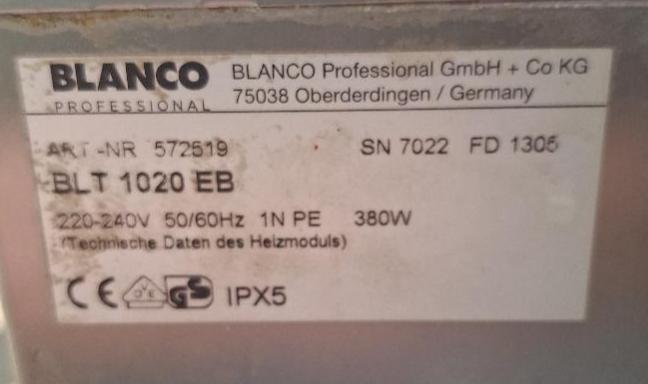 BLANCO
PROFESSIONAL
BLANCO Professional GmbH + Co KG
75038 Oberderdingen / Germany
ART-NR 572519 SN 7022 FD 1305
BLT 1020 EB
220-240V 50/60Hz 1N PE 380W
(Technische Daten des Heizmoduls)
CE DVE GS IPX5